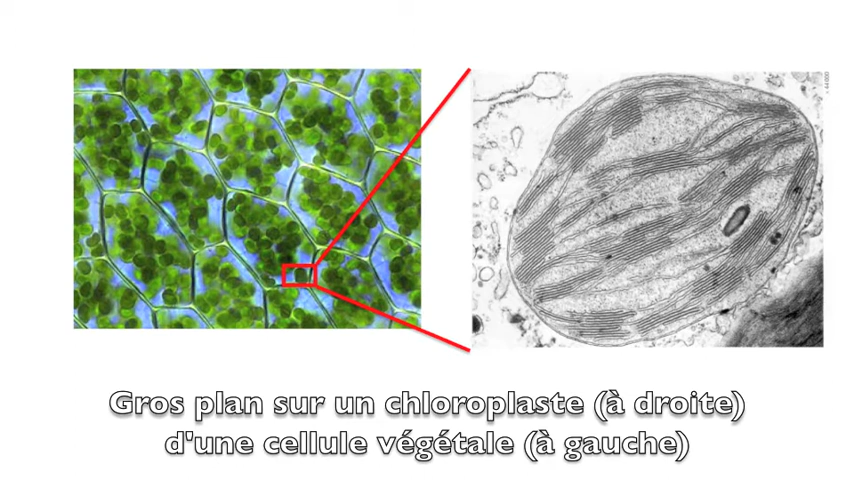 Gros plan sur un chloroplaste (à droite)
d'une cellule végétale (à gauche)